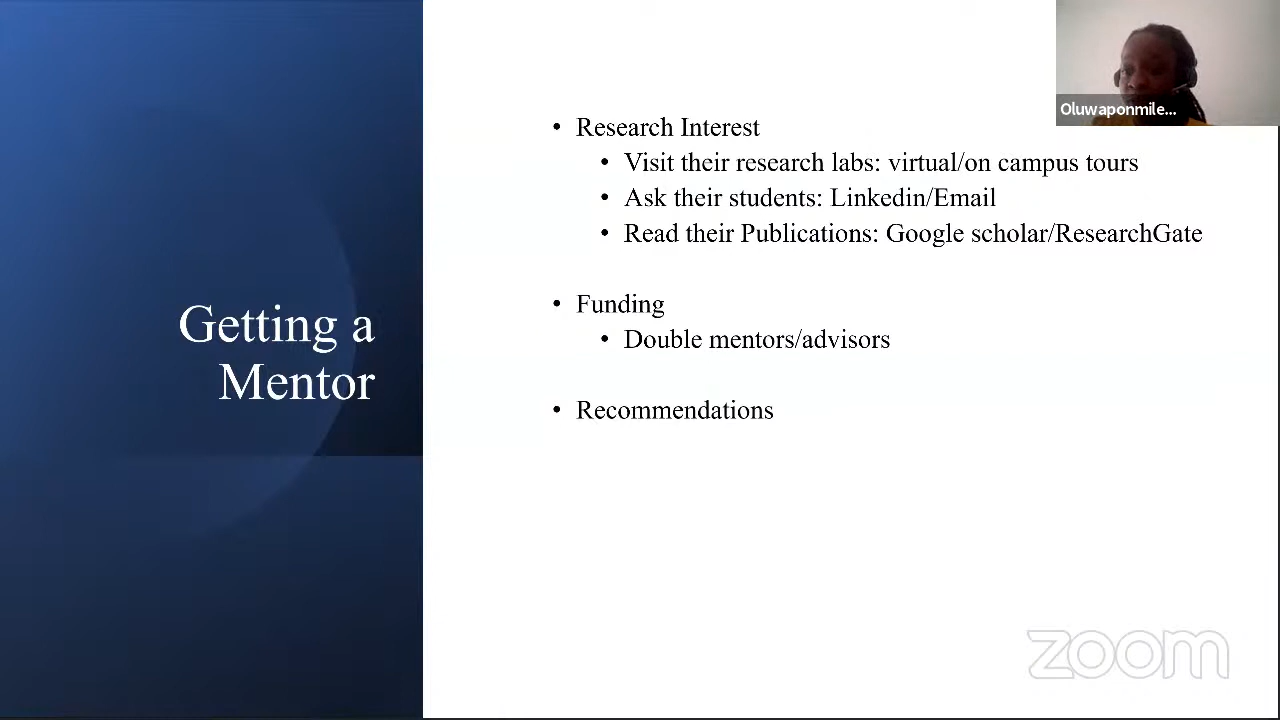 Oluwaponmile...
Getting a
Mentor
• Research Interest
• Visit their research labs: virtual/on campus tours
• Ask their students: Linkedin/Email
• Read their Publications: Google scholar/ResearchGate
• Funding
• Double mentors/advisors
• Recommendations
zoom